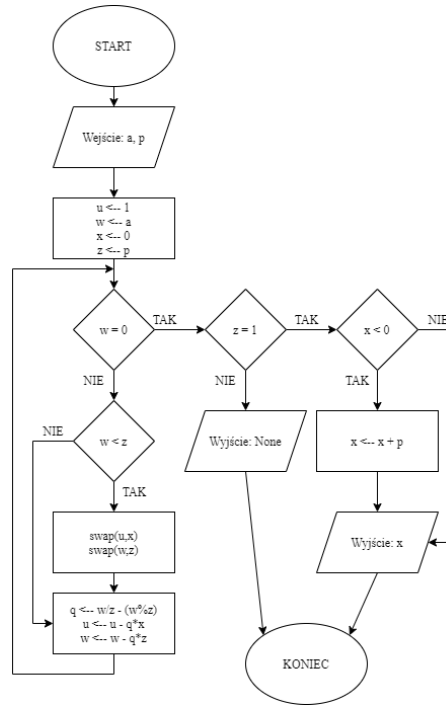 START
Wejście: a, p
u <-- 1
w <-- a
x <-- 0
z <-- p
w = 0
TAK
z = 1
TAK
x < 0
NIE
NIE
NIE
TAK
NIE
w < z
Wyjście: None
x <-- x + p
TAK
swap(u,x)
swap(w,z)
Wyjście: x
q <-- w/z - (w%z)
u <-- u - q*x
w <-- w - q*z
KONIEC